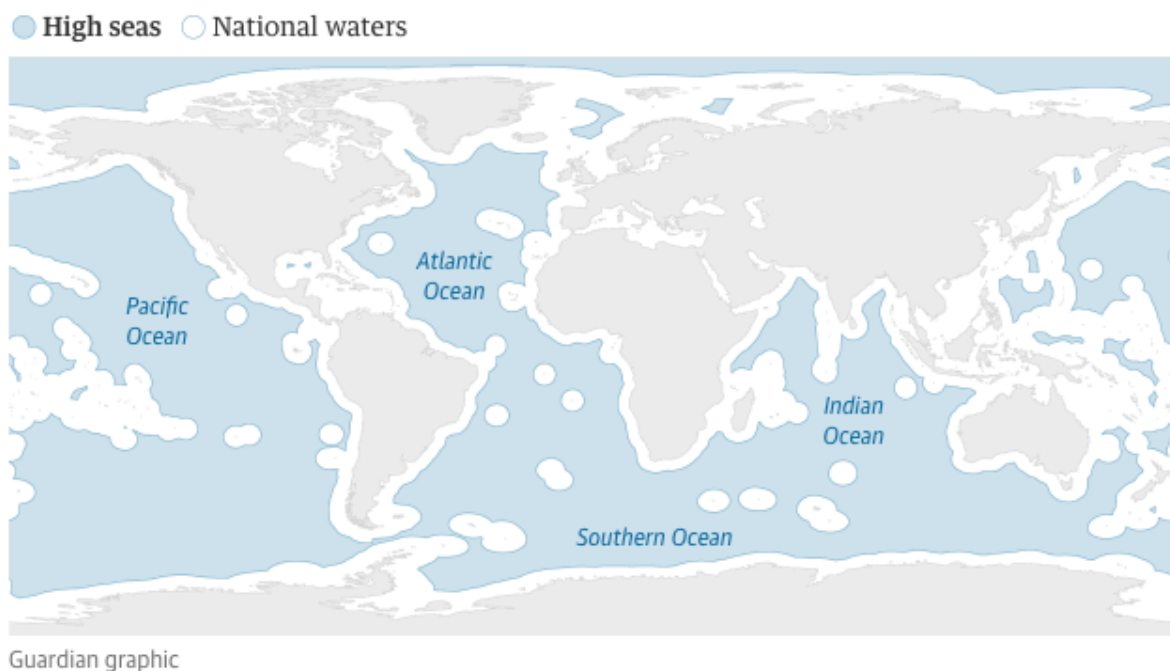 High seas National waters
Atlantic
Ocean
Pacific
Ocean
Indian
Ocean
Southern Ocean
Guardian graphic